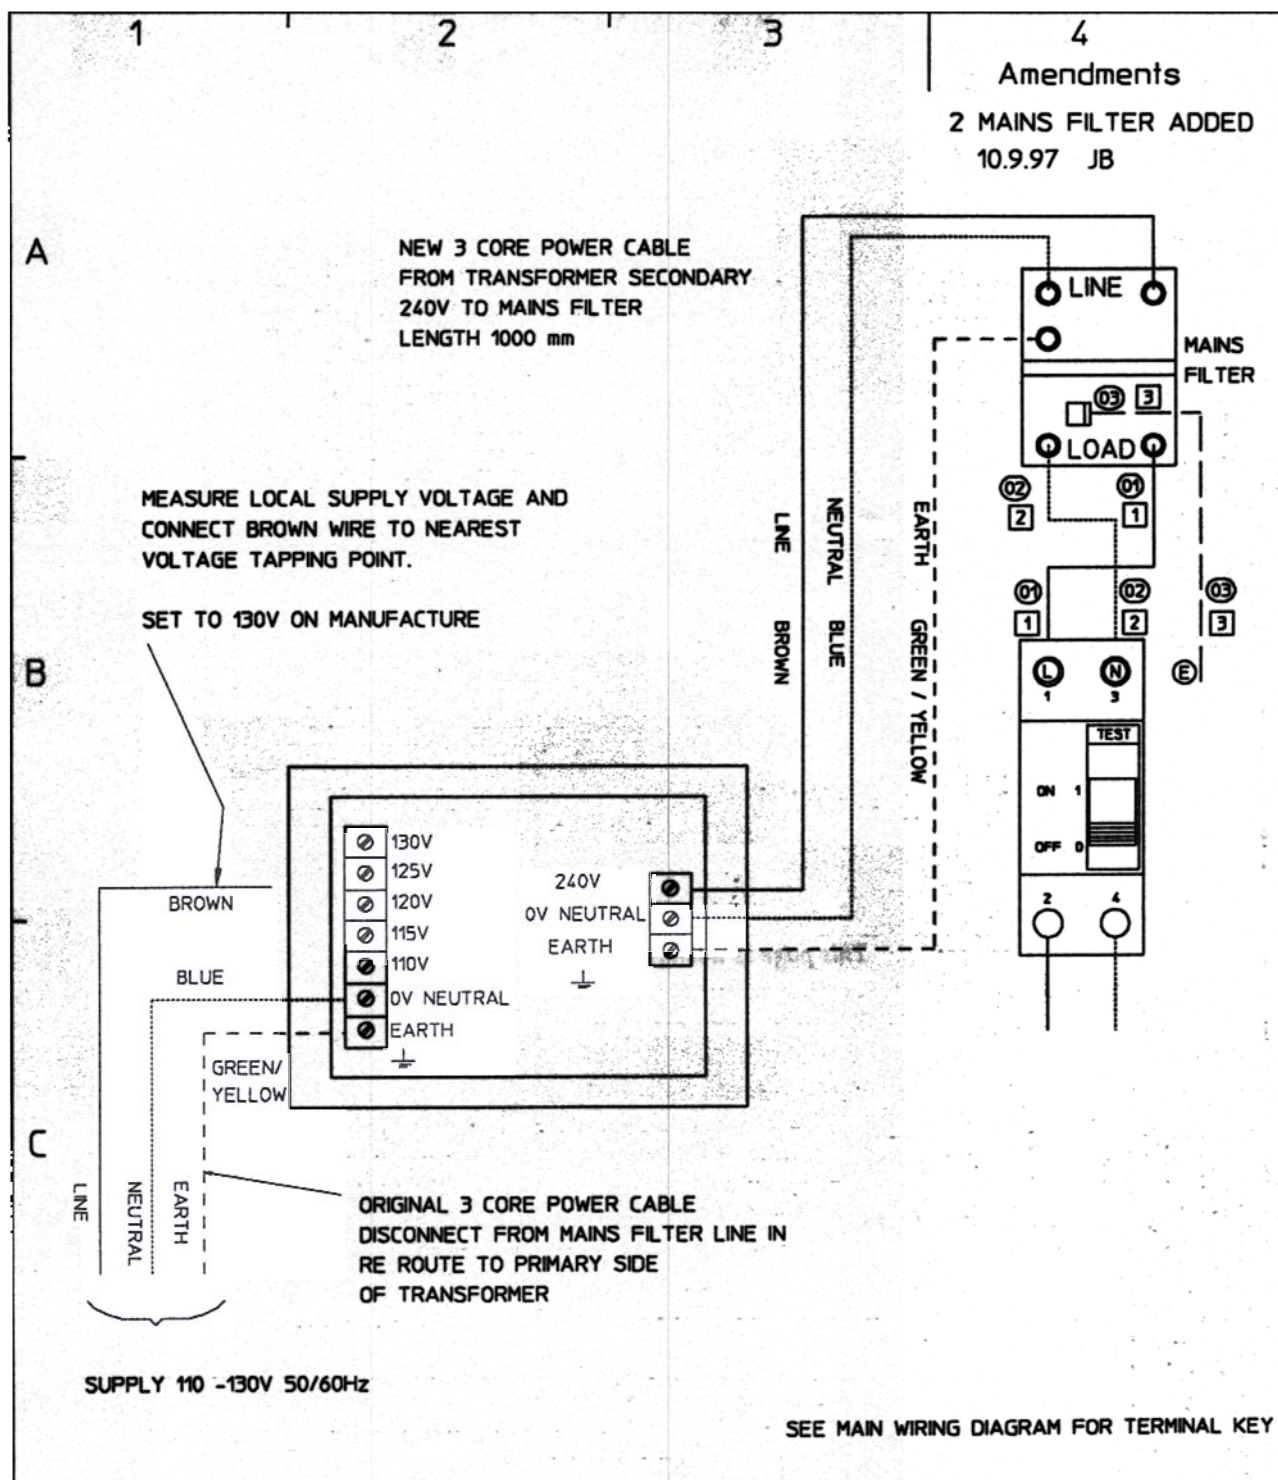 1
2
3
4
Amendments
2 MAINS FILTER ADDED
10.9.97 JB
A
NEW 3 CORE POWER CABLE
FROM TRANSFORMER SECONDARY
240V TO MAINS FILTER
LENGTH 1000 mm
LINE
MAINS
FILTER
03
3
LOAD
02
2
01
1
MEASURE LOCAL SUPPLY VOLTAGE AND
CONNECT BROWN WIRE TO NEAREST
VOLTAGE TAPPING POINT.
SET TO 130V ON MANUFACTURE
LINE BROWN
NEUTRAL BLUE
EARTH GREEN / YELLOW
01
1
02
2
03
3
B
L
1
N
3
E
TEST
ON 1
OFF 0
2
4
130V
125V
120V
115V
110V
0V NEUTRAL
EARTH
240V
0V NEUTRAL
EARTH
BROWN
BLUE
GREEN/
YELLOW
C
LINE
NEUTRAL
EARTH
ORIGINAL 3 CORE POWER CABLE
DISCONNECT FROM MAINS FILTER LINE IN
RE ROUTE TO PRIMARY SIDE
OF TRANSFORMER
SUPPLY 110 -130V 50/60Hz
SEE MAIN WIRING DIAGRAM FOR TERMINAL KEY